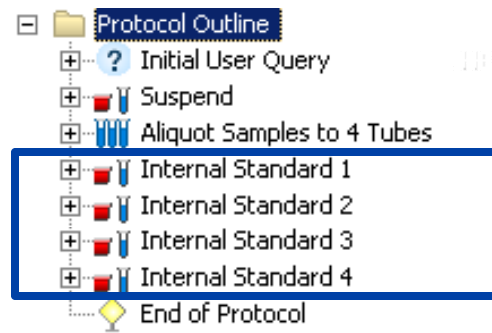 Protocol Outline
Initial User Query
Suspend
Aliquot Samples to 4 Tubes
Internal Standard 1
Internal Standard 2
Internal Standard 3
Internal Standard 4
End of Protocol